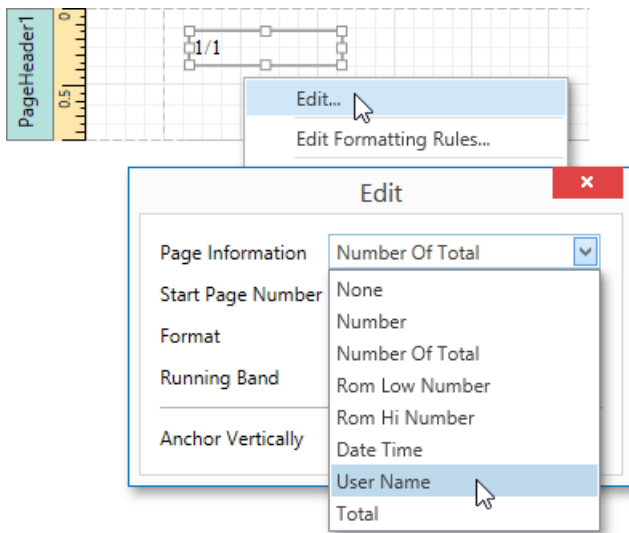 PageHeader1
0
0.5
1/1
Edit...
Edit Formatting Rules...
Edit
Page Information
Number Of Total
Start Page Number
Format
Running Band
Anchor Vertically
None
Number
Number Of Total
Rom Low Number
Rom Hi Number
Date Time
User Name
Total